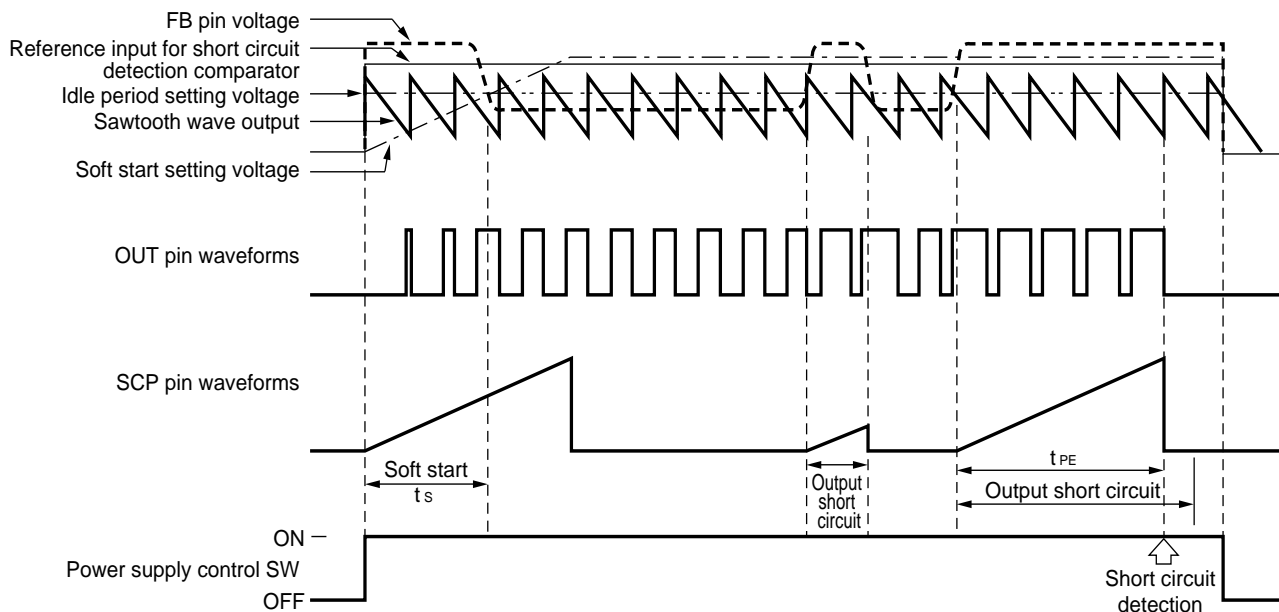 FB pin voltage
Reference input for short circuit
detection comparator
Idle period setting voltage
Sawtooth wave output
Soft start setting voltage
OUT pin waveforms
SCP pin waveforms
Soft start
t S
Output
short
circuit
t PE
Output short circuit
ON
Power supply control SW
OFF
Short circuit
detection